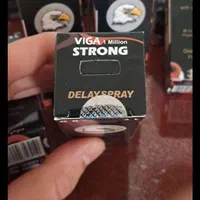 VIGA 1 Million
STRONG
DELAY SPRAY